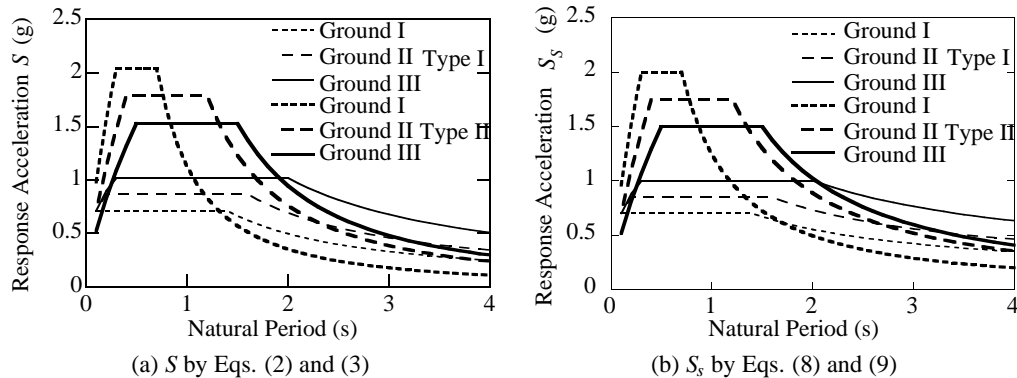 Response Acceleration S (g)
2.5
2
1.5
1
0.5
0
0 1 2 3 4
Natural Period (s)
Ground I
Ground II Type I
Ground III
Ground I
Ground II Type II
Ground III
(a) S by Eqs. (2) and (3)
Response Acceleration S_S (g)
2.5
2
1.5
1
0.5
0
0 1 2 3 4
Natural Period (s)
Ground I
Ground II Type I
Ground III
Ground I
Ground II Type II
Ground III
(b) S_s by Eqs. (8) and (9)